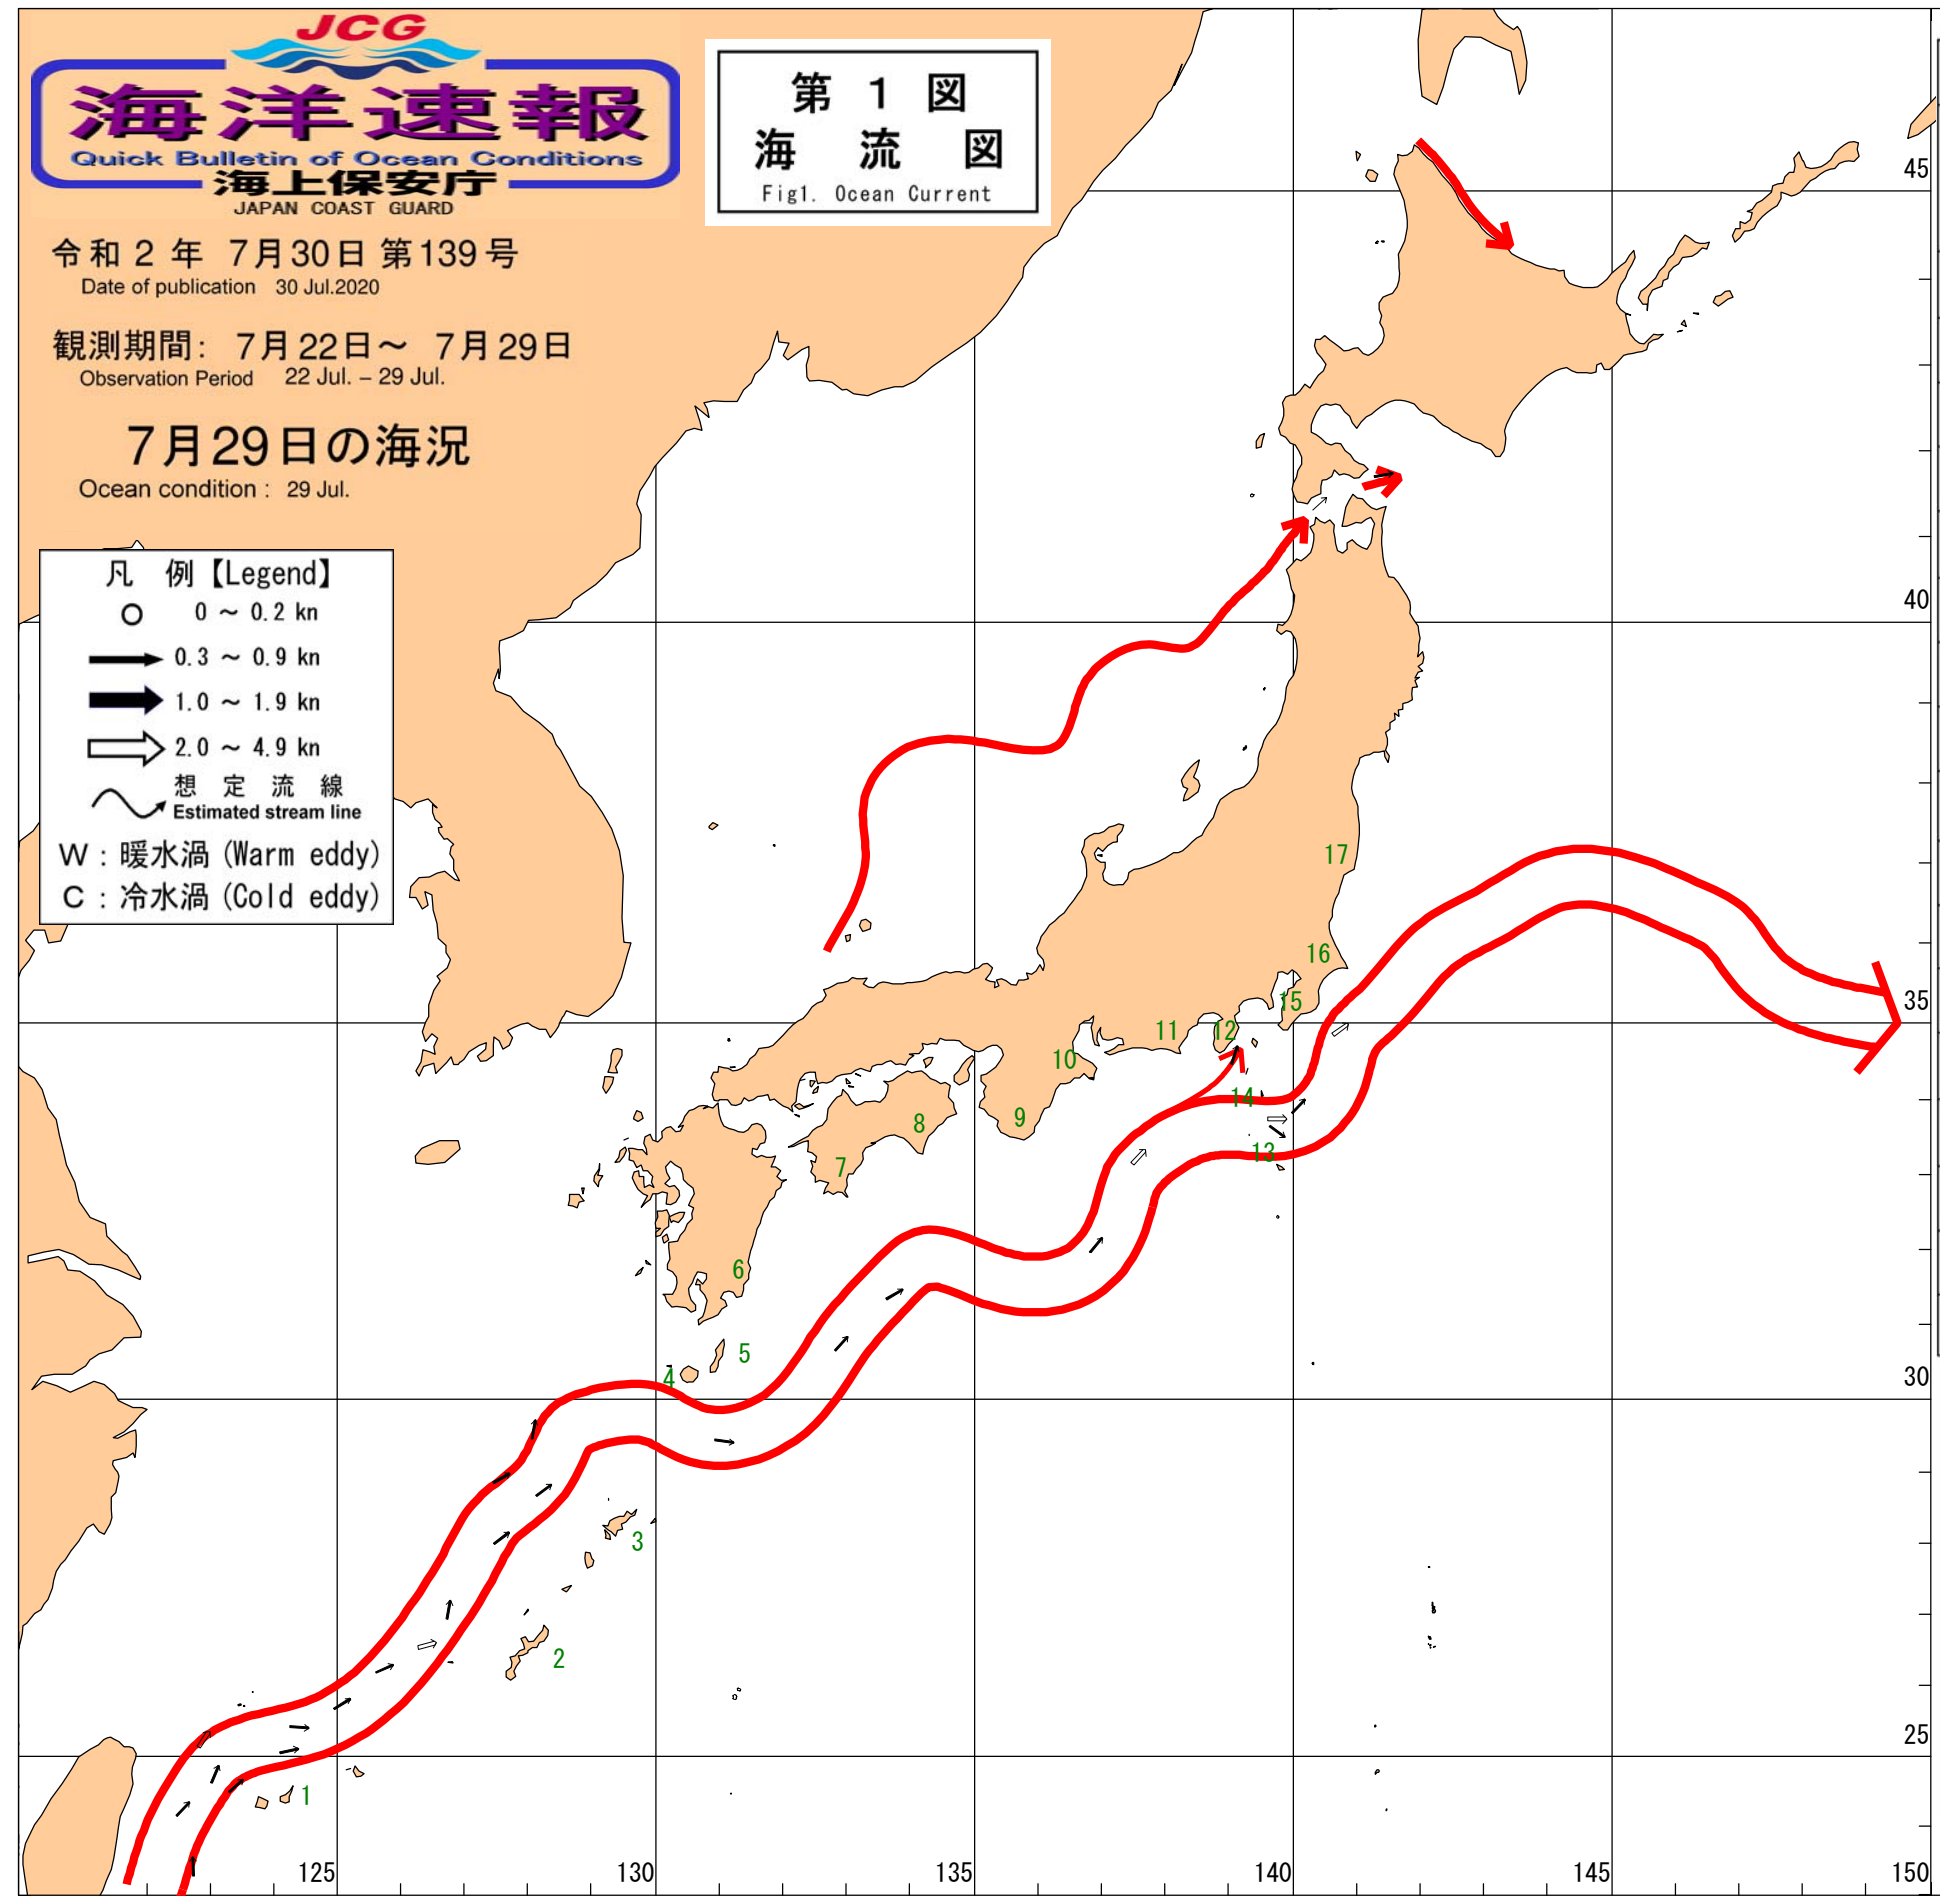 JCG
海洋速報
Quick Bulletin of Ocean Conditions
海上保安庁
JAPAN COAST GUARD
令和 2 年 7月30日 第139号
Date of publication 30 Jul.2020
観測期間: 7月22日～ 7月29日
Observation Period 22 Jul. – 29 Jul.
7月29日の海況
Ocean condition : 29 Jul.
第 1 図
海 流 図
Fig1. Ocean Current
凡 例【Legend】
0 ～ 0.2 kn
0.3 ～ 0.9 kn
1.0 ～ 1.9 kn
2.0 ～ 4.9 kn
想 定 流 線
Estimated stream line
W : 暖水渦 (Warm eddy)
C : 冷水渦 (Cold eddy)
45
40
35
30
25
17
16
15
12
11
10
14
9
8
13
7
6
5
4
3
2
1
125
130
135
140
145
150